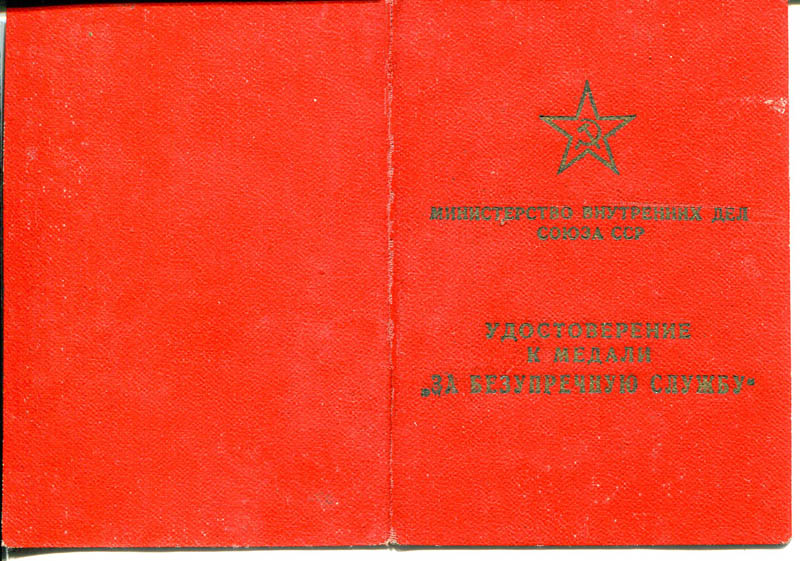 МИНИСТЕРСТВО ВНУТРЕННИХ ДЕЛ
СОЮЗА ССР
УДОСТОВЕРЕНИЕ
К МЕДАЛИ
„ЗА БЕЗУПРЕЧНУЮ СЛУЖБУ“